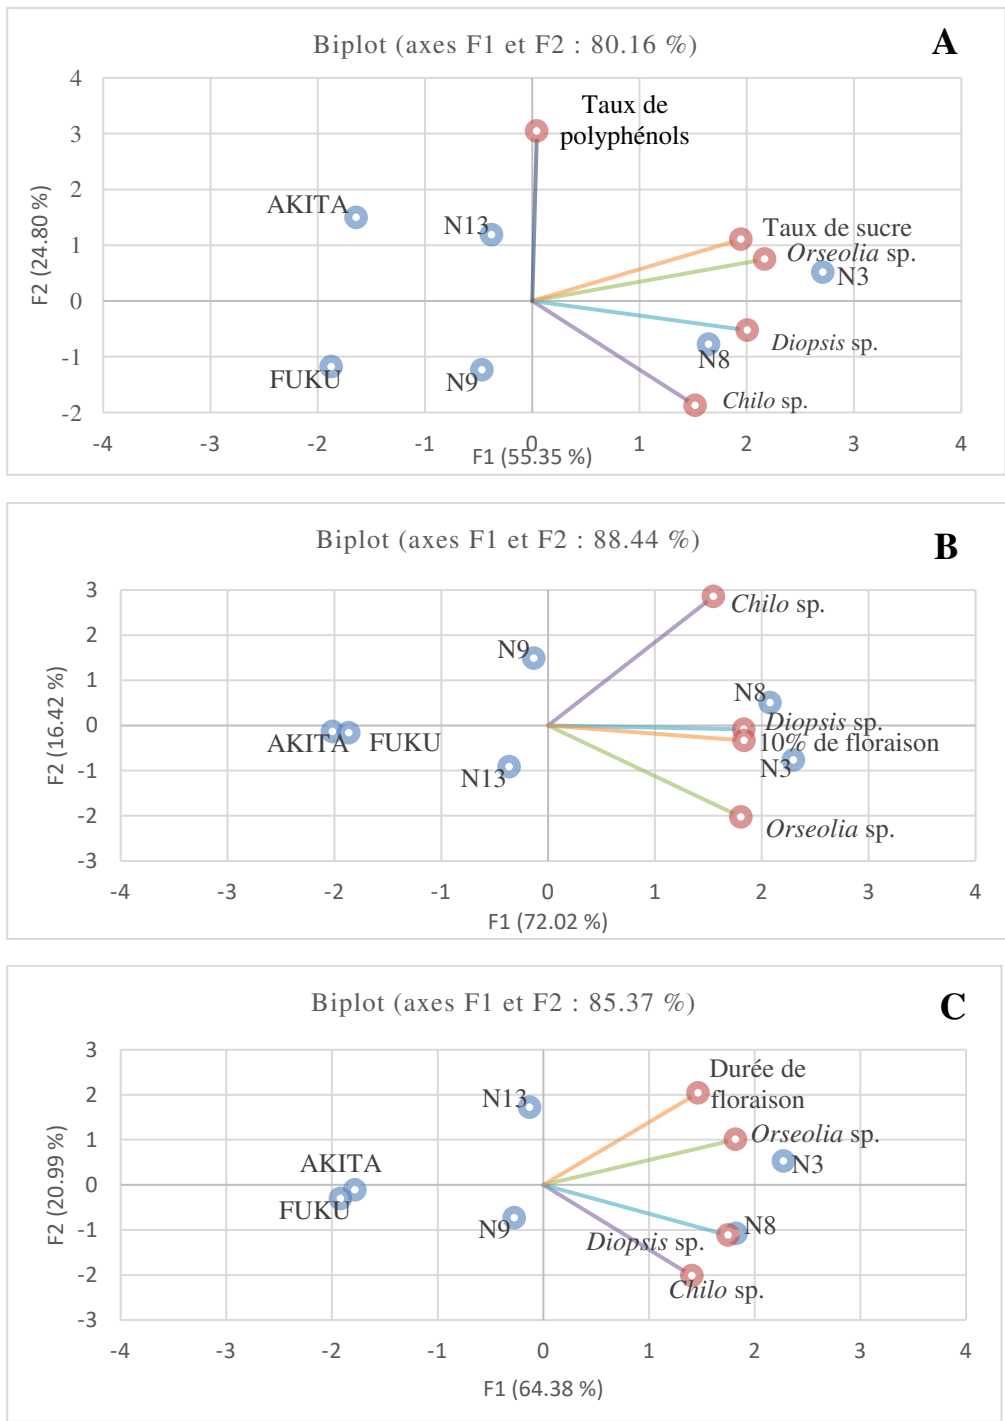 Biplot (axes F1 et F2 : 80.16 %)
A
4
3
2
1
0
-1
-2
F2 (24.80 %)
Taux de
polyphénols
AKITA
N13
Taux de sucre
Orseolia sp.
N3
Diopsis sp.
N8
FUKU
N9
Chilo sp.
-4
-3
-2
-1
0
1
2
3
4
F1 (55.35 %)
Biplot (axes F1 et F2 : 88.44 %)
B
3
2
1
0
-1
-2
-3
F2 (16.42 %)
Chilo sp.
N9
N8
Diopsis sp.
AKITA
FUKU
10% de floraison
N3
N13
Orseolia sp.
-4
-3
-2
-1
0
1
2
3
4
F1 (72.02 %)
Biplot (axes F1 et F2 : 85.37 %)
C
3
2
1
0
-1
-2
-3
F2 (20.99 %)
Durée de
floraison
N13
Orseolia sp.
AKITA
N3
FUKU
N9
N8
Diopsis sp.
Chilo sp.
-4
-3
-2
-1
0
1
2
3
4
F1 (64.38 %)